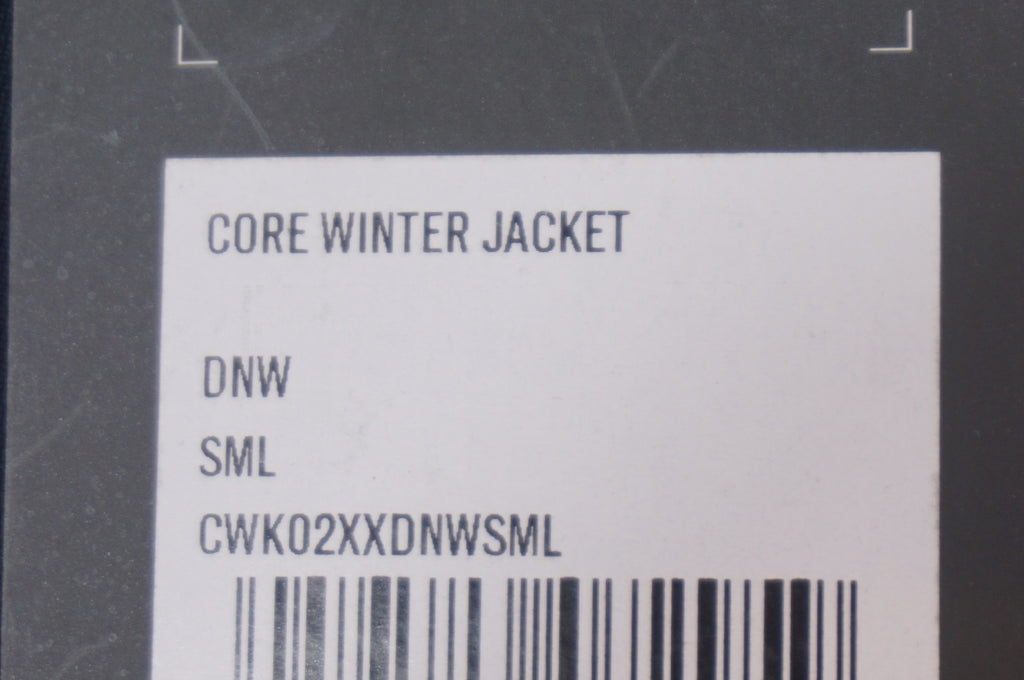 CORE WINTER JACKET
DNW
SML
CWK02XXDNWSML